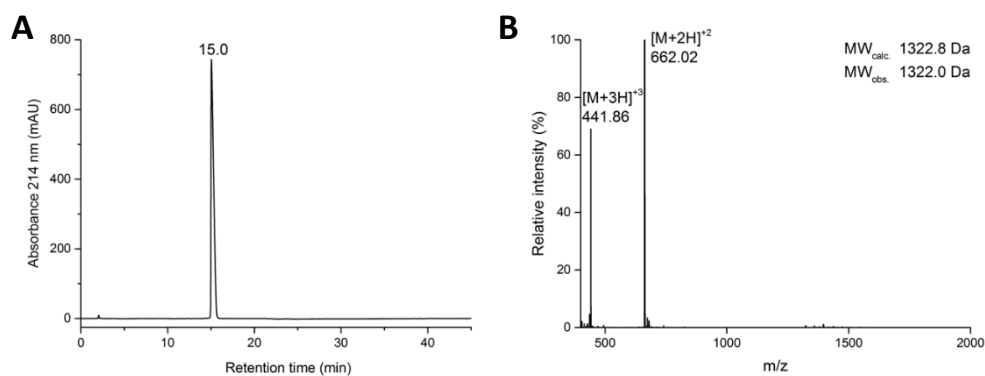 A
15.0
800
600
400
200
0
0
10
20
30
40
Absorbance 214 nm (mAU)
Retention time (min)
B
[M+2H]+2
662.02
[M+3H]+3
441.86
MWcalc. 1322.8 Da
MWobs. 1322.0 Da
100
80
60
40
20
0
500
1000
1500
2000
Relative intensity (%)
m/z